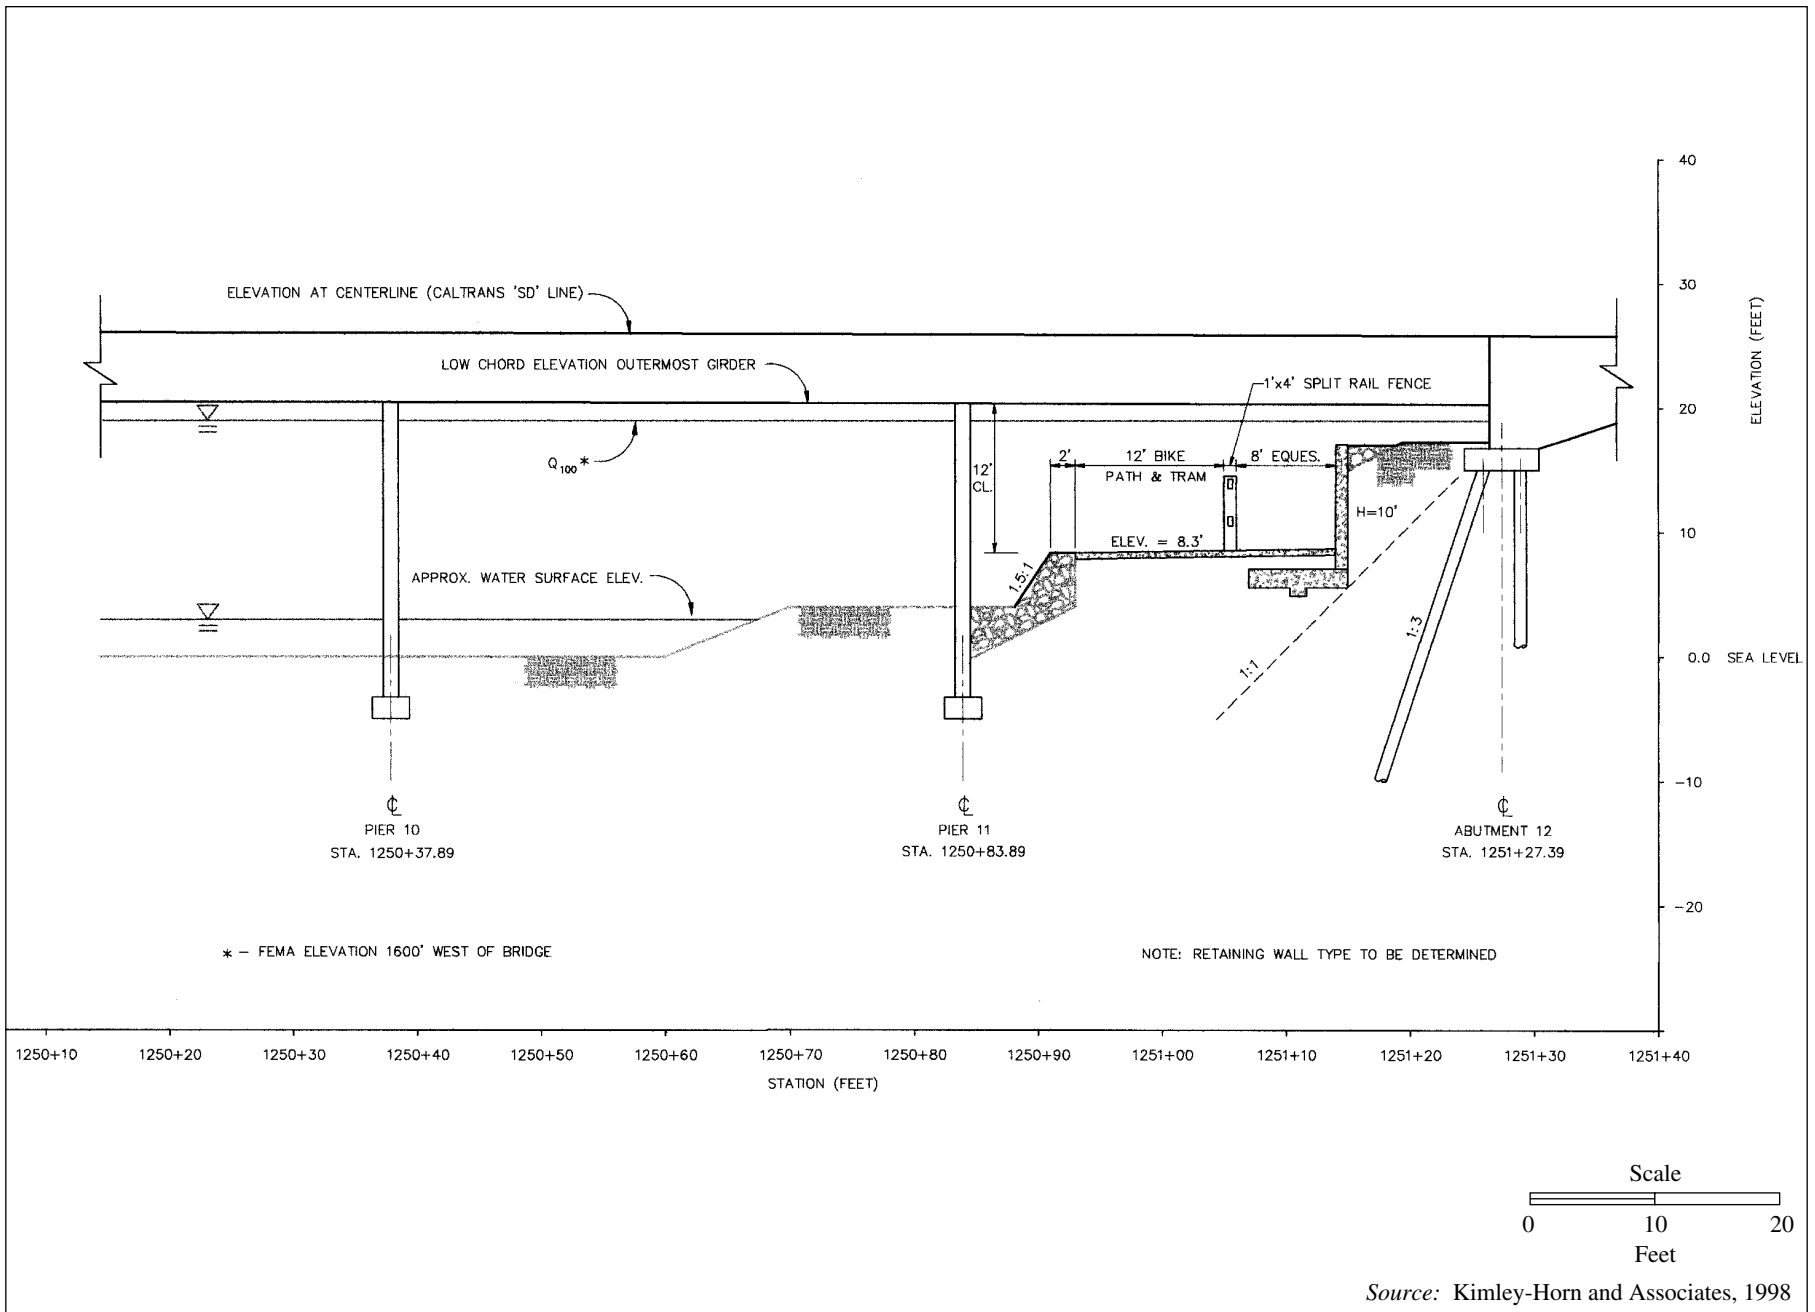 40
30
ELEVATION (FEET)
ELEVATION AT CENTERLINE (CALTRANS 'SD' LINE)
LOW CHORD ELEVATION OUTERMOST GIRDER
1'x4' SPLIT RAIL FENCE
20
Q100 *
12'
CL.
2'
12' BIKE
PATH & TRAM
8' EQUES.
H=10'
10
ELEV. = 8.3'
1.5:1
APPROX. WATER SURFACE ELEV.
1:3
1:1
0.0 SEA LEVEL
-10
℄
PIER 10
STA. 1250+37.89
℄
PIER 11
STA. 1250+83.89
℄
ABUTMENT 12
STA. 1251+27.39
-20
* – FEMA ELEVATION 1600' WEST OF BRIDGE
NOTE: RETAINING WALL TYPE TO BE DETERMINED
1250+10 1250+20 1250+30 1250+40 1250+50 1250+60 1250+70 1250+80 1250+90 1251+00 1251+10 1251+20 1251+30 1251+40
STATION (FEET)
Scale
0 10 20
Feet
Source: Kimley-Horn and Associates, 1998